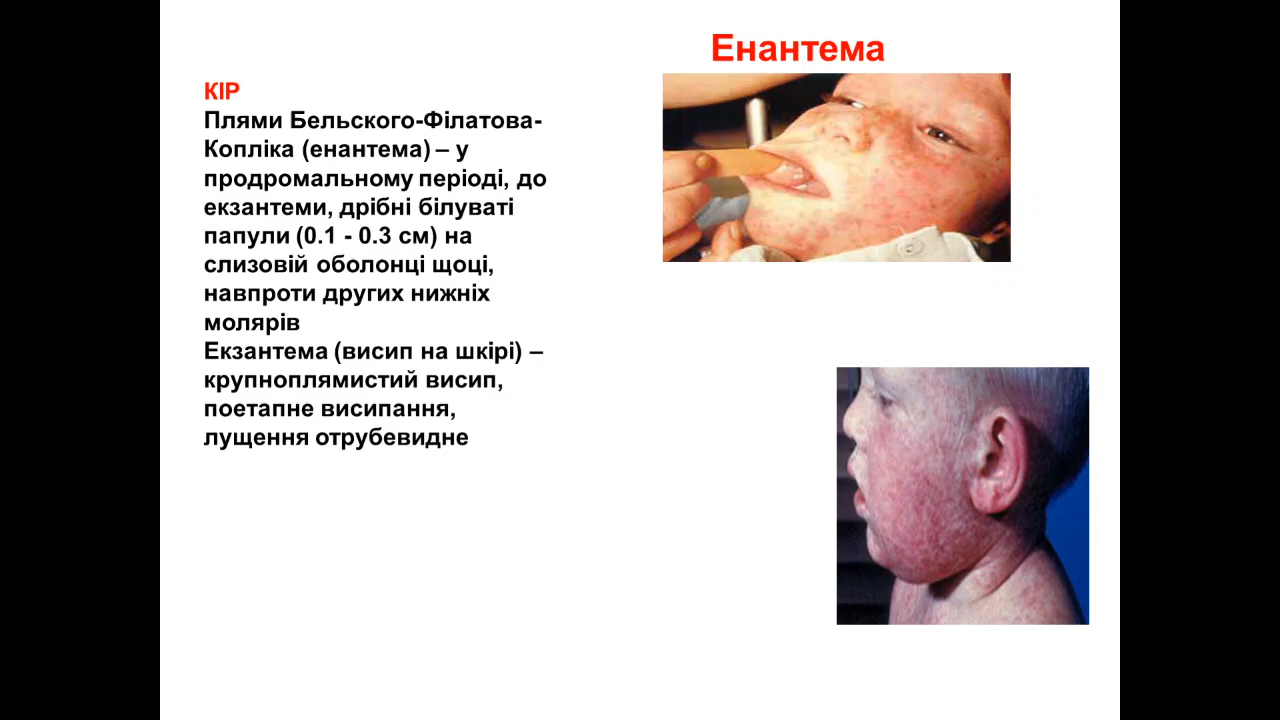 Енантема
КІР
Плями Бельского-Філатова-
Копліка (енантема) – у
продромальному періоді, до
екзантеми, дрібні білуваті
папули (0.1 - 0.3 см) на
слизовій оболонці щоці,
навпроти других нижніх
молярів
Екзантема (висип на шкірі) –
крупноплямистий висип,
поетапне висипання,
лущення отрубевидне